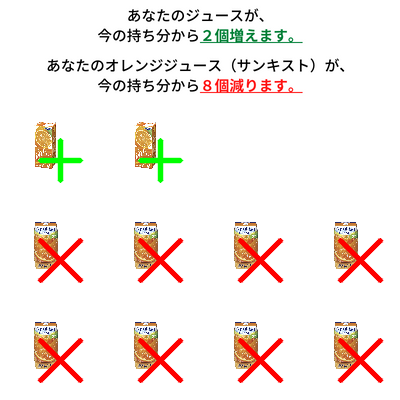 あなたのジュースが、
今の持ち分から２個増えます。
あなたのオレンジジュース（サンキスト）が、
今の持ち分から８個減ります。